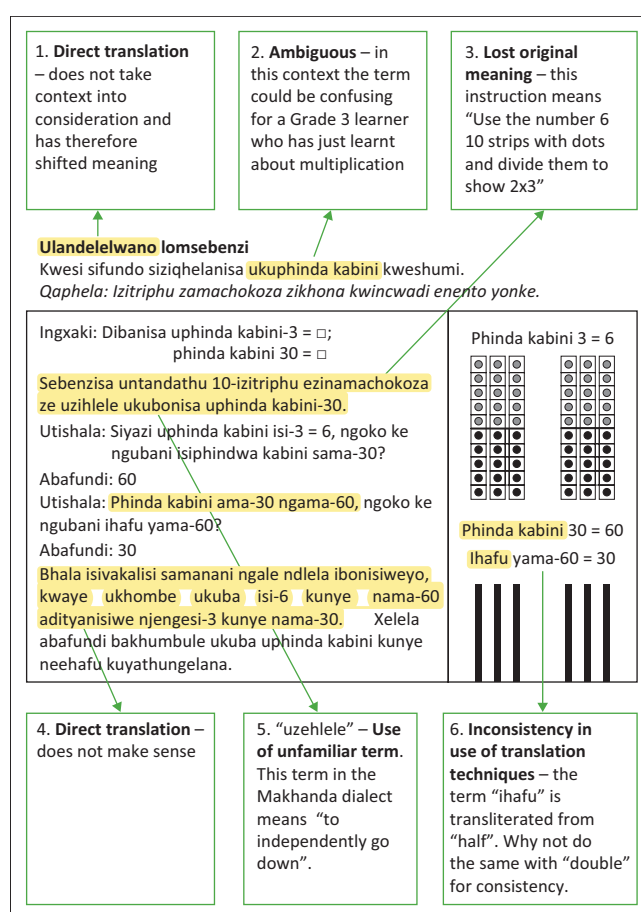 1. Direct translation
– does not take
context into
consideration and
has therefore
shifted meaning
2. Ambiguous – in
this context the term
could be confusing
for a Grade 3 learner
who has just learnt
about multiplication
3. Lost original
meaning – this
instruction means
“Use the number 6
10 strips with dots
and divide them to
show 2x3”
Ulandelelwano lomsebenzi
Kwesi sifundo siziqhelanisa ukuphinda kabini kweshumi.
Qaphela: Izitriphu zamachokoza zikhona kwincwadi enento yonke.
Ingxaki: Dibanisa uphinda kabini-3 = □;
phinda kabini 30 = □
Sebenzisa untandathu 10-izitriphu ezinamachokoza
ze uzihlele ukubonisa uphinda kabini-30.
Utishala: Siyazi uphinda kabini isi-3 = 6, ngoko ke
ngubani isiphindwa kabini sama-30?
Abafundi: 60
Utishala: Phinda kabini ama-30 ngama-60, ngoko ke
ngubani ihafu yama-60?
Abafundi: 30
Bhala isivakalisi samanani ngale ndlela ibonisiweyo,
kwaye ukhombe ukuba isi-6 kunye nama-60
adityanisiwe njengesi-3 kunye nama-30. Xelela
abafundi bakhumbule ukuba uphinda kabini kunye
neehafu kuyathungelana.
Phinda kabini 3 = 6
Phinda kabini 30 = 60
Ihafu yama-60 = 30
4. Direct translation –
does not make sense
5. “uzehlele” – Use
of unfamiliar term.
This term in the
Makhanda dialect
means “to
independently go
down”.
6. Inconsistency in
use of translation
techniques – the
term “ihafu” is
transliterated from
“half”. Why not do
the same with “double”
for consistency.